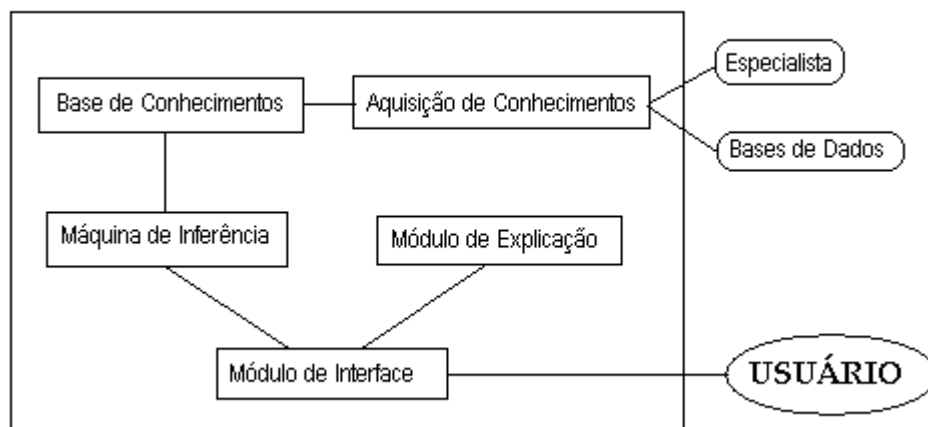 Especialista
Base de Conhecimentos
Aquisição de Conhecimentos
Bases de Dados
Máquina de Inferência
Módulo de Explicação
Módulo de Interface
USUÁRIO